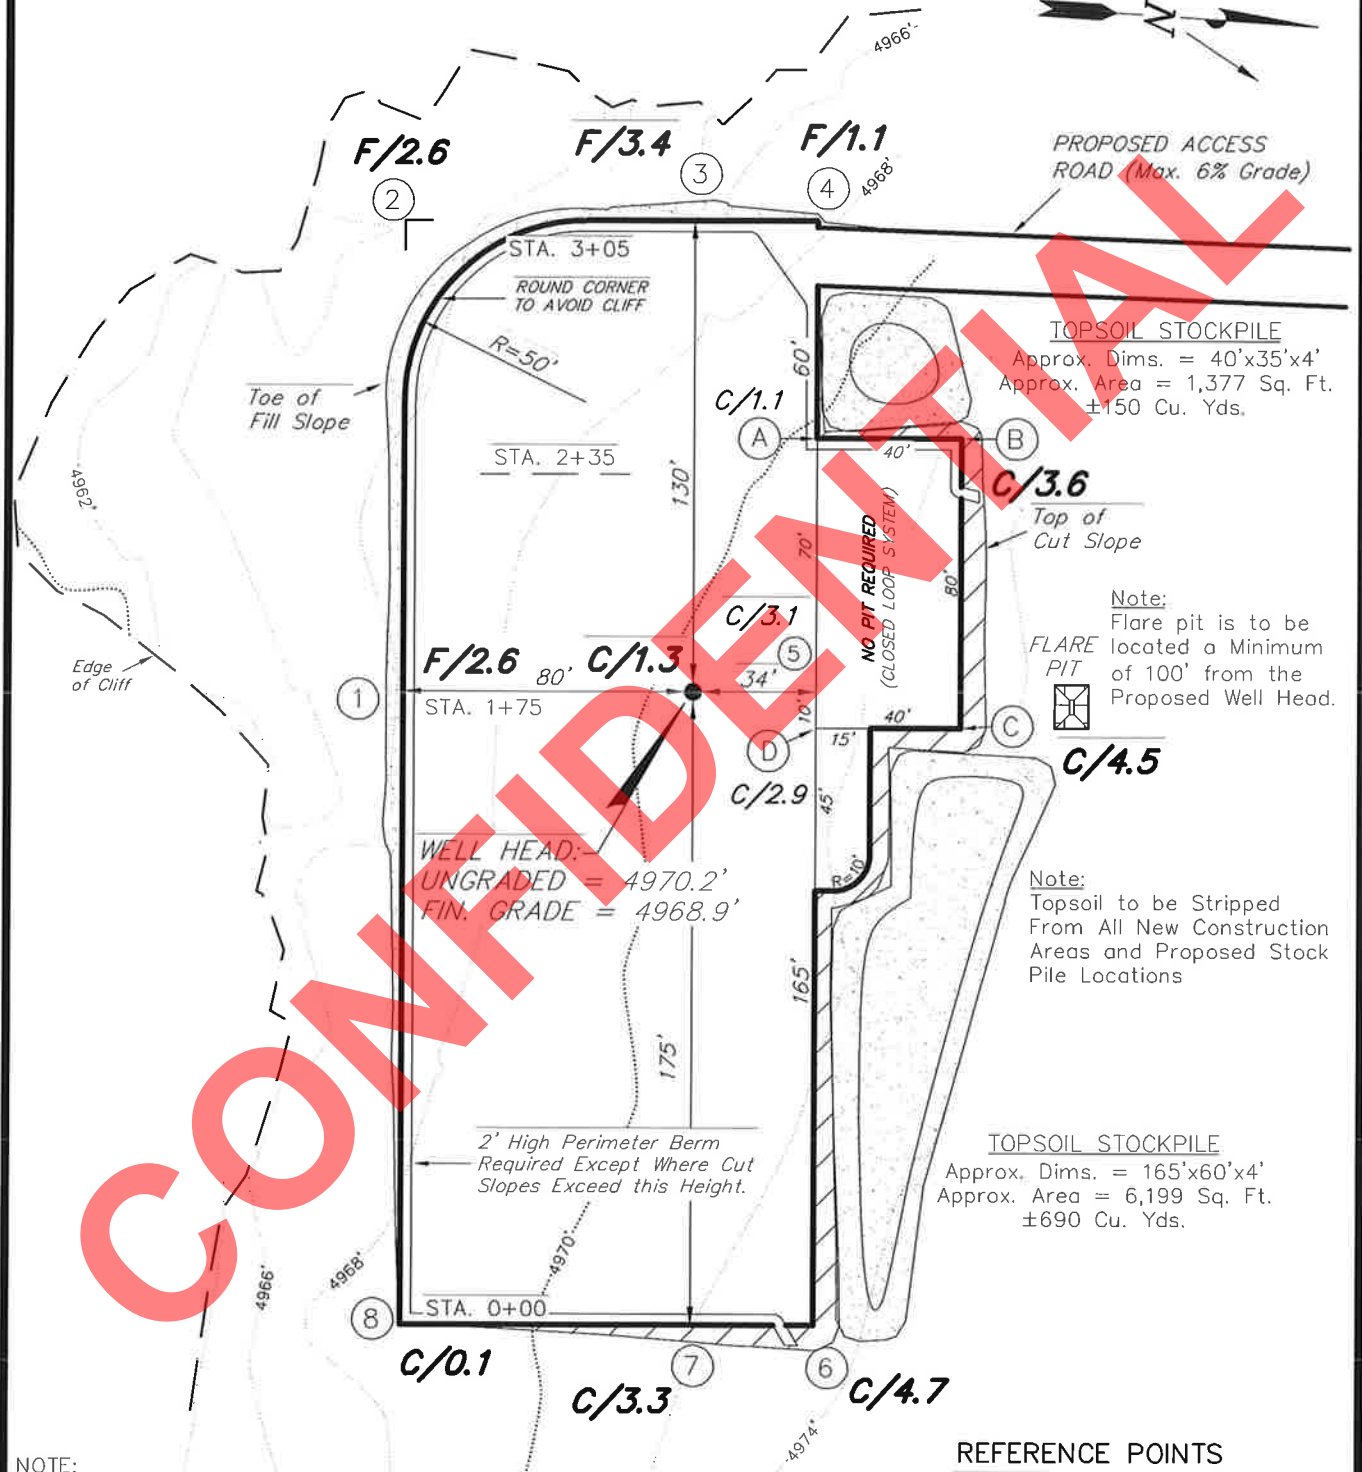 N
4966'
F/2.6
F/3.4
F/1.1
2
3
4
4968'
PROPOSED ACCESS
ROAD (Max. 6% Grade)
STA. 3+05
ROUND CORNER
TO AVOID CLIFF
R=50'
60'
TOPSOIL STOCKPILE
Approx. Dims. = 40'x35'x4'
Approx. Area = 1,377 Sq. Ft.
±150 Cu. Yds.
Toe of
Fill Slope
C/1.1
A
40'
B
STA. 2+35
130'
C/3.6
4962'
Top of
Cut Slope
NO PIT REQUIRED
(CLOSED LOOP SYSTEM)
70'
80'
Note:
Flare pit is to be
located a Minimum
of 100' from the
Proposed Well Head.
FLARE
PIT
C/3.1
5
Edge
of Cliff
F/2.6
80'
C/1.3
34'
1
STA. 1+75
10'
40'
C
15'
D
C/4.5
C/2.9
45'
WELL HEAD:
UNGRADED = 4970.2'
FIN. GRADE = 4968.9'
R=10'
Note:
Topsoil to be Stripped
From All New Construction
Areas and Proposed Stock
Pile Locations
165'
175'
2' High Perimeter Berm
Required Except Where Cut
Slopes Exceed this Height.
TOPSOIL STOCKPILE
Approx. Dims. = 165'x60'x4'
Approx. Area = 6,199 Sq. Ft.
±690 Cu. Yds.
4966'
4968'
4970'
STA. 0+00
8
C/0.1
7
6
C/3.3
C/4.7
4974'
REFERENCE POINTS
NOTE:
CONFIDENTIAL